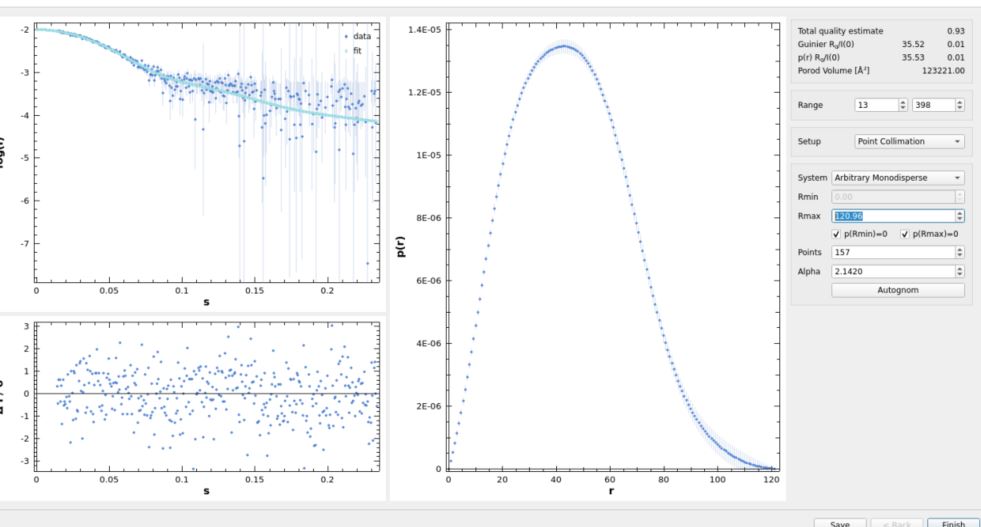 -2
-3
-4
-5
-6
-7
data
fit
0 0.05 0.1 0.15 0.2
s
3
2
1
0
-1
-2
-3
0 0.05 0.1 0.15 0.2
s
1.4E-05
1.2E-05
1E-05
8E-06
6E-06
4E-06
2E-06
0
p(r)
0 20 40 60 80 100 120
r
Total quality estimate 0.93
Guinier Rg/I(0) 35.52 0.01
p(r) Rg/I(0) 35.53 0.01
Porod Volume [Å³] 123221.00
Range 13 398
Setup Point Collimation
System Arbitrary Monodisperse
Rmin 0.00
Rmax 120.96
p(Rmin)=0 p(Rmax)=0
Points 157
Alpha 2.1420
Autognom
Save < Back Finish